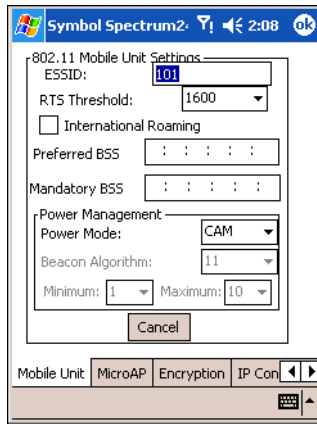 Symbol Spectrum24 2:08 ok
802.11 Mobile Unit Settings
ESSID: 101
RTS Threshold: 1600
International Roaming
Preferred BSS : : : : :
Mandatory BSS : : : : :
Power Management
Power Mode: CAM
Beacon Algorithm: 11
Minimum: 1 Maximum: 10
Cancel
Mobile Unit MicroAP Encryption IP Con